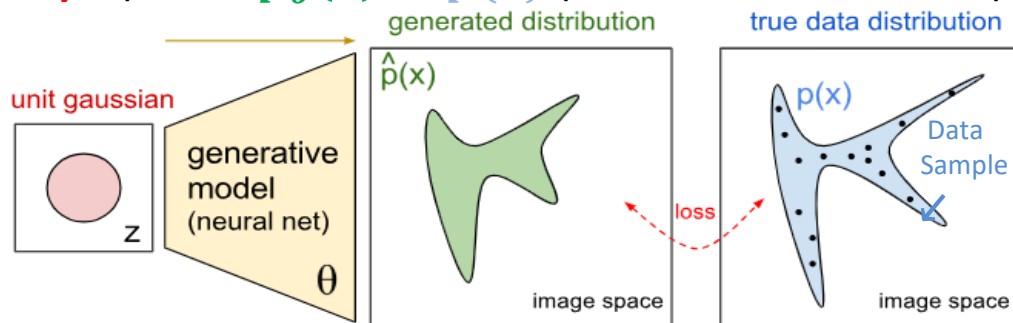 generated distribution
true data distribution
unit gaussian
p̂(x)
p(x)
generative
model
(neural net)
Data
Sample
z
loss
θ
image space
image space